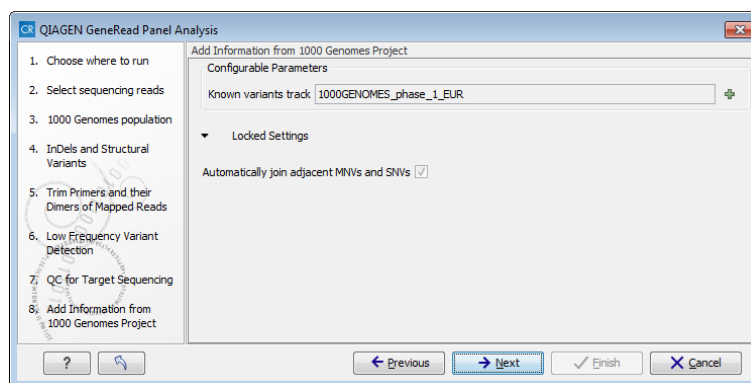 CR QIAGEN GeneRead Panel Analysis
1. Choose where to run
2. Select sequencing reads
3. 1000 Genomes population
4. InDels and Structural
Variants
5. Trim Primers and their
Dimers of Mapped Reads
6. Low Frequency Variant
Detection
7. QC for Target Sequencing
8. Add Information from
1000 Genomes Project
Add Information from 1000 Genomes Project
Configurable Parameters
Known variants track 1000GENOMES_phase_1_EUR
Locked Settings
Automatically join adjacent MNVs and SNVs
? Previous Next Finish Cancel